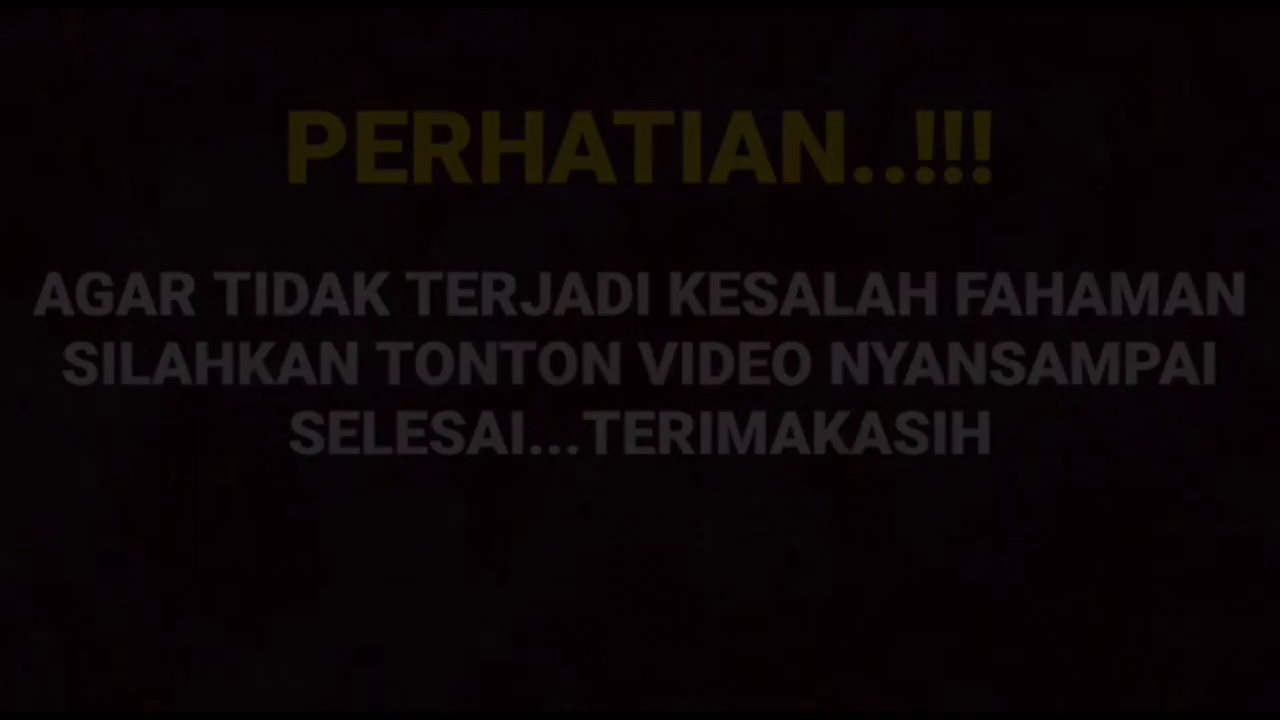 PERHATIAN..!!!
AGAR TIDAK TERJADI KESALAH FAHAMAN
SILAHKAN TONTON VIDEO NYANSAMPAI
SELESAI...TERIMAKASIH